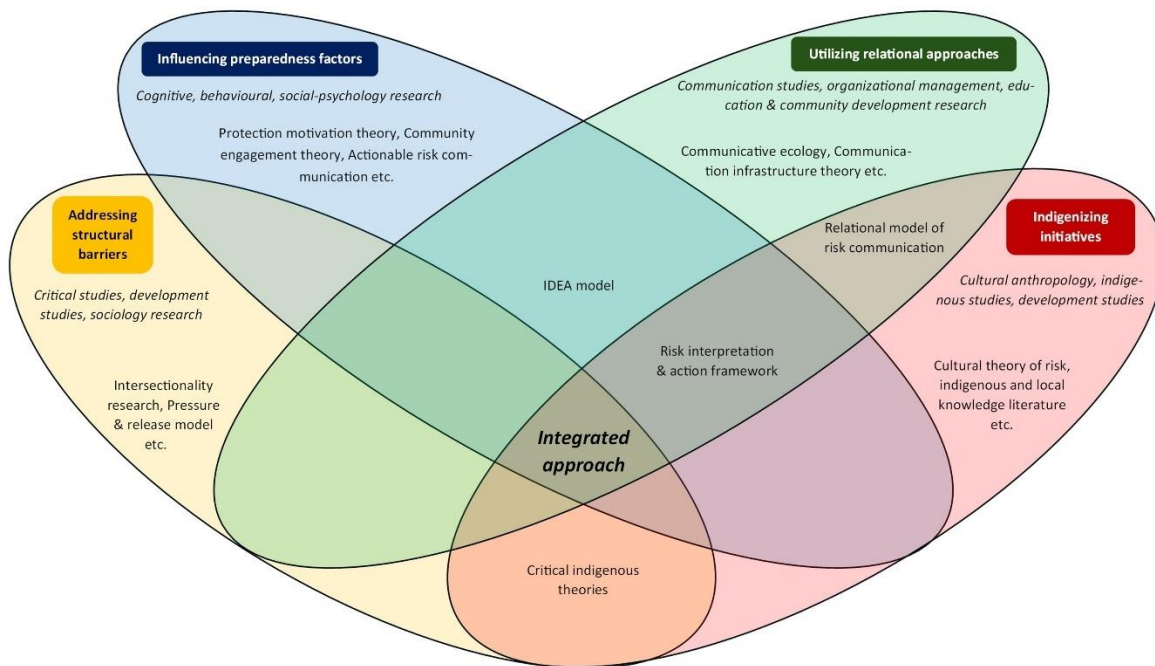 Influencing preparedness factors
Cognitive, behavioural, social-psychology research
Protection motivation theory, Community
engagement theory, Actionable risk com-
munication etc.
Utilizing relational approaches
Communication studies, organizational management, edu-
cation & community development research
Communicative ecology, Communica-
tion infrastructure theory etc.
Addressing
structural
barriers
Critical studies, development
studies, sociology research
Intersectionality
research, Pressure
& release model
etc.
Indigenizing
initiatives
Cultural anthropology, indige-
nous studies, development studies
Cultural theory of risk,
indigenous and local
knowledge literature
etc.
Relational model of
risk communication
IDEA model
Risk interpretation
& action framework
Integrated
approach
Critical indigenous
theories